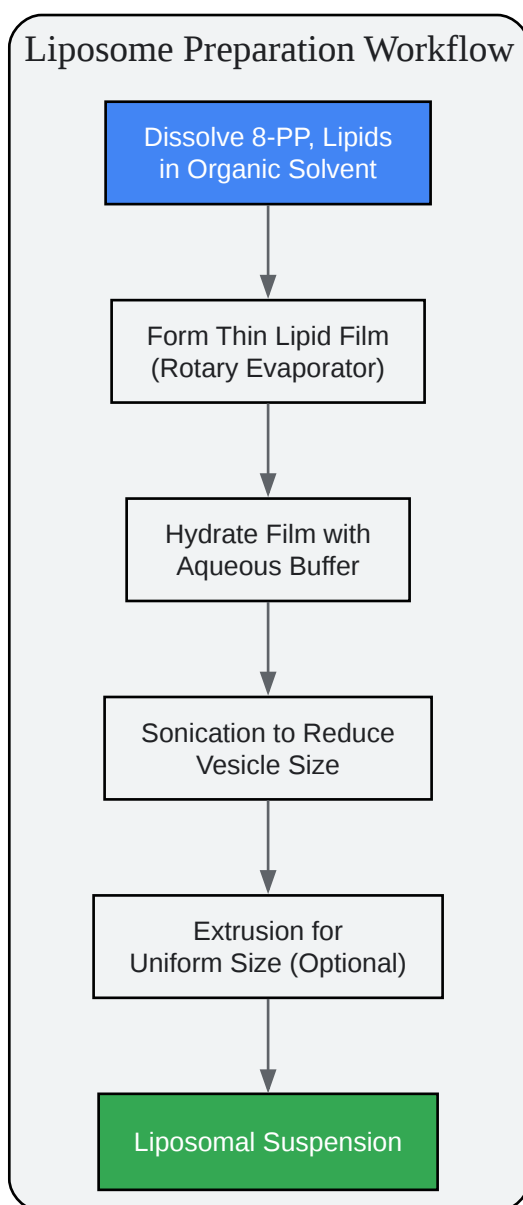 Liposome Preparation Workflow
Dissolve 8-PP, Lipids
in Organic Solvent
Form Thin Lipid Film
(Rotary Evaporator)
Hydrate Film with
Aqueous Buffer
Sonication to Reduce
Vesicle Size
Extrusion for
Uniform Size (Optional)
Liposomal Suspension